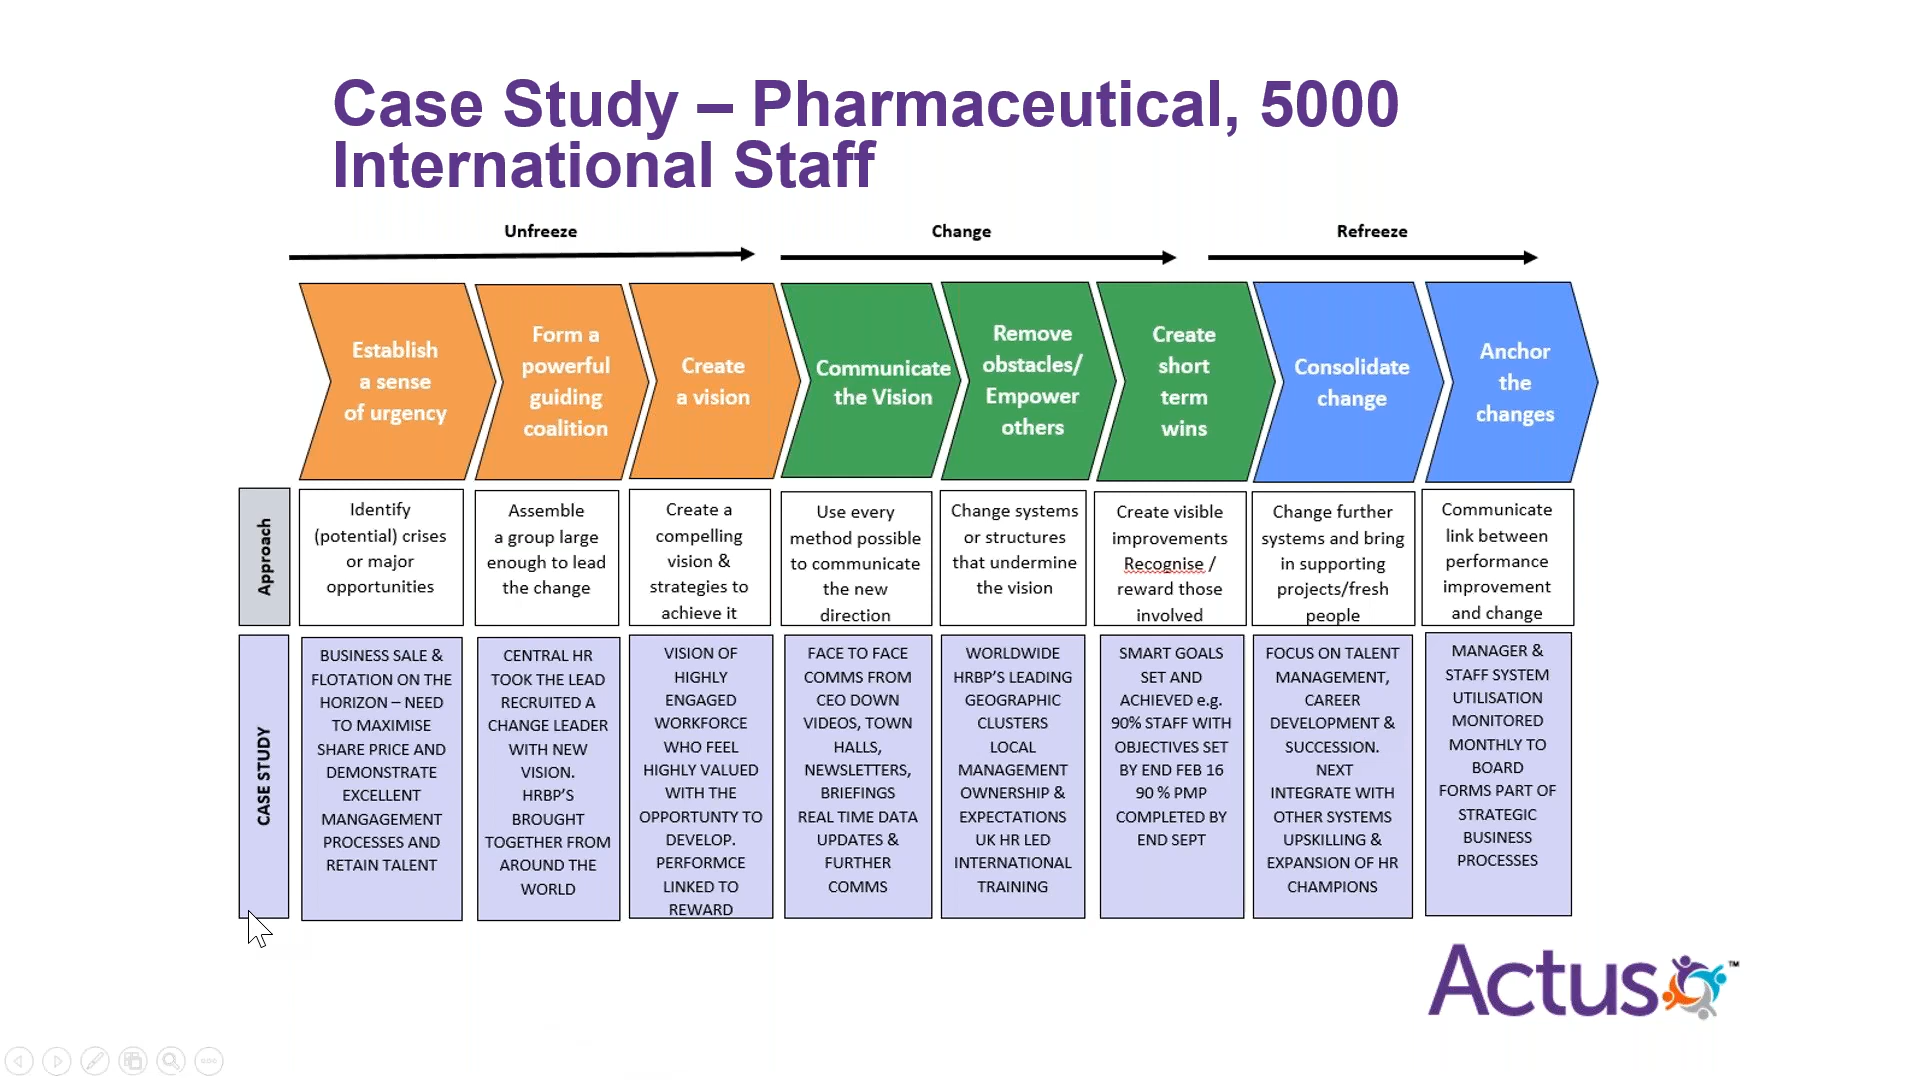 Case Study – Pharmaceutical, 5000
International Staff
Unfreeze
Change
Refreeze
Establish
a sense
of urgency
Form a
powerful
guiding
coalition
Create
a vision
Communicate
the Vision
Remove
obstacles/
Empower
others
Create
short
term
wins
Consolidate
change
Anchor
the
changes
Approach
Identify
(potential) crises
or major
opportunities
Assemble
a group large
enough to lead
the change
Create a
compelling
vision &
strategies to
achieve it
Use every
method possible
to communicate
the new
direction
Change systems
or structures
that undermine
the vision
Create visible
improvements
Recognise /
reward those
involved
Change further
systems and bring
in supporting
projects/fresh
people
Communicate
link between
performance
improvement
and change
CASE STUDY
BUSINESS SALE &
FLOTATION ON THE
HORIZON – NEED
TO MAXIMISE
SHARE PRICE AND
DEMONSTRATE
EXCELLENT
MANGAGEMENT
PROCESSES AND
RETAIN TALENT
CENTRAL HR
TOOK THE LEAD
RECRUITED A
CHANGE LEADER
WITH NEW
VISION.
HRBP'S
BROUGHT
TOGETHER FROM
AROUND THE
WORLD
VISION OF
HIGHLY
ENGAGED
WORKFORCE
WHO FEEL
HIGHLY VALUED
WITH THE
OPPORTUNTY TO
DEVELOP.
PERFORMCE
LINKED TO
REWARD
FACE TO FACE
COMMS FROM
CEO DOWN
VIDEOS, TOWN
HALLS,
NEWSLETTERS,
BRIEFINGS
REAL TIME DATA
UPDATES &
FURTHER
COMMS
WORLDWIDE
HRBP'S LEADING
GEOGRAPHIC
CLUSTERS
LOCAL
MANAGEMENT
OWNERSHIP &
EXPECTATIONS
UK HR LED
INTERNATIONAL
TRAINING
SMART GOALS
SET AND
ACHIEVED e.g.
90% STAFF WITH
OBJECTIVES SET
BY END FEB 16
90 % PMP
COMPLETED BY
END SEPT
FOCUS ON TALENT
MANAGEMENT,
CAREER
DEVELOPMENT &
SUCCESSION.
NEXT
INTEGRATE WITH
OTHER SYSTEMS
UPSKILLING &
EXPANSION OF HR
CHAMPIONS
MANAGER &
STAFF SYSTEM
UTILISATION
MONITORED
MONTHLY TO
BOARD
FORMS PART OF
STRATEGIC
BUSINESS
PROCESSES
Actus™